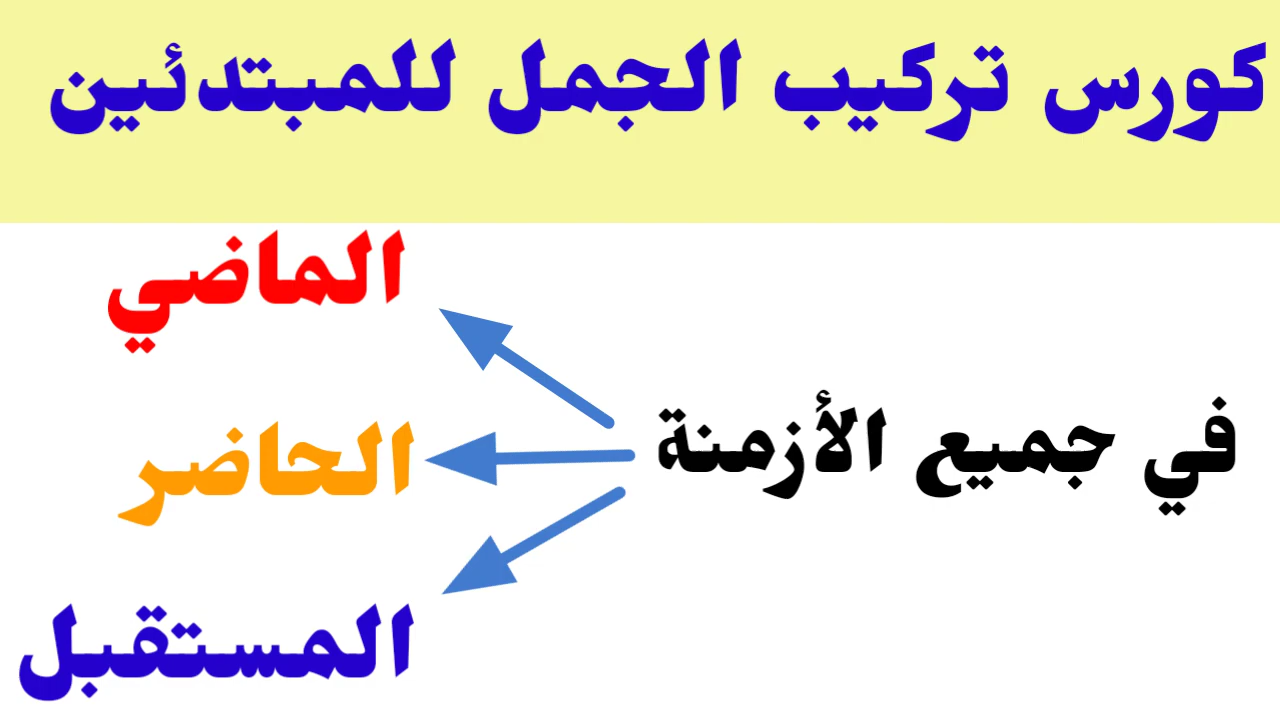 كورس تركيب الجمل للمبتدئين
في جميع الأزمنة
الماضي
الحاضر
المستقبل